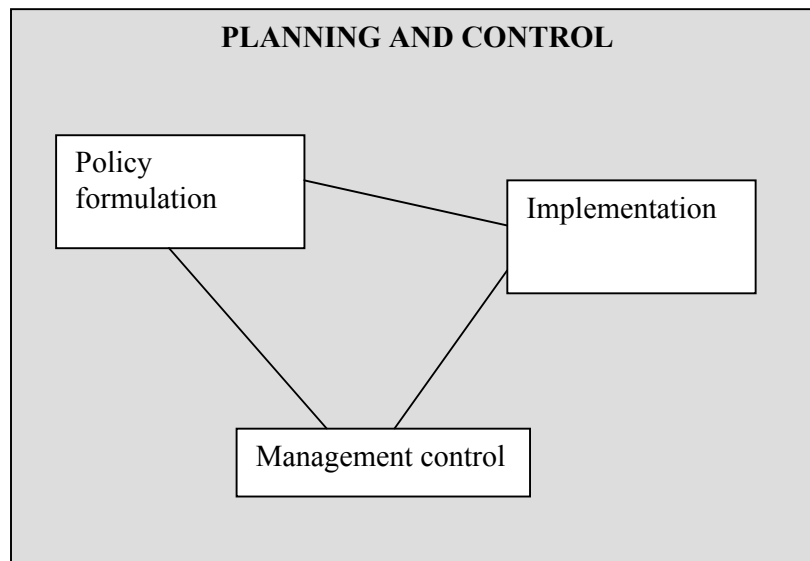 PLANNING AND CONTROL
Policy
formulation
Implementation
Management control